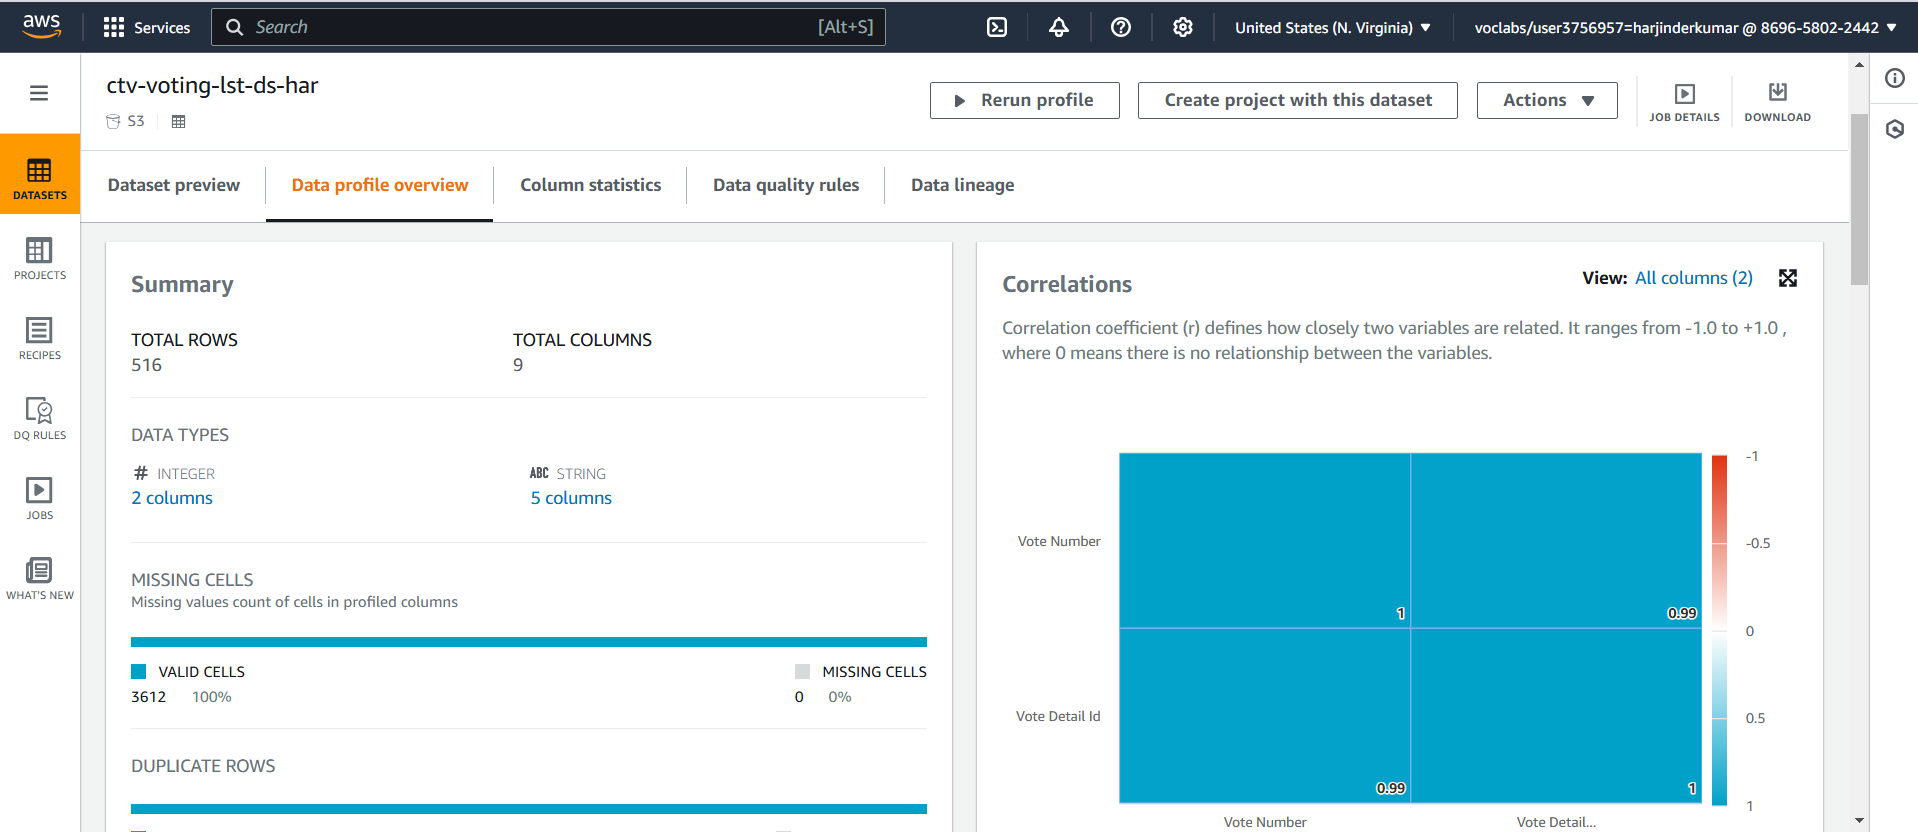 aws
Services
Search
[Alt+S]
United States (N. Virginia)
voclabs/user3756957=harjinderkumar @ 8696-5802-2442
ctv-voting-lst-ds-har
S3
Rerun profile
Create project with this dataset
Actions
JOB DETAILS
DOWNLOAD
DATASETS
PROJECTS
RECIPES
DQ RULES
JOBS
WHAT'S NEW
Dataset preview
Data profile overview
Column statistics
Data quality rules
Data lineage
Summary
TOTAL ROWS
516
TOTAL COLUMNS
9
DATA TYPES
# INTEGER
2 columns
ABC STRING
5 columns
MISSING CELLS
Missing values count of cells in profiled columns
VALID CELLS
3612 100%
MISSING CELLS
0 0%
DUPLICATE ROWS
Correlations
View: All columns (2)
Correlation coefficient (r) defines how closely two variables are related. It ranges from -1.0 to +1.0 ,
where 0 means there is no relationship between the variables.
Vote Number
1
0.99
Vote Detail Id
0.99
1
Vote Number
Vote Detail...
-1
-0.5
0
0.5
1